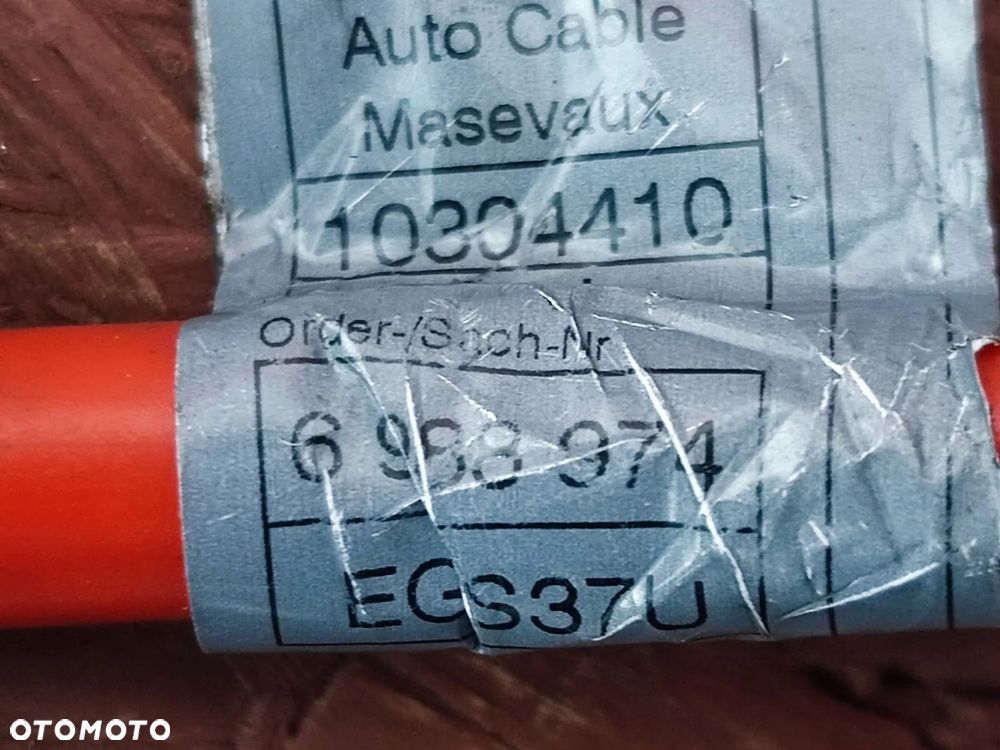 Auto Cable
Masevaux
10304410
Order-/Sach-Nr
6 988 974
EGS37U
OTOMOTO